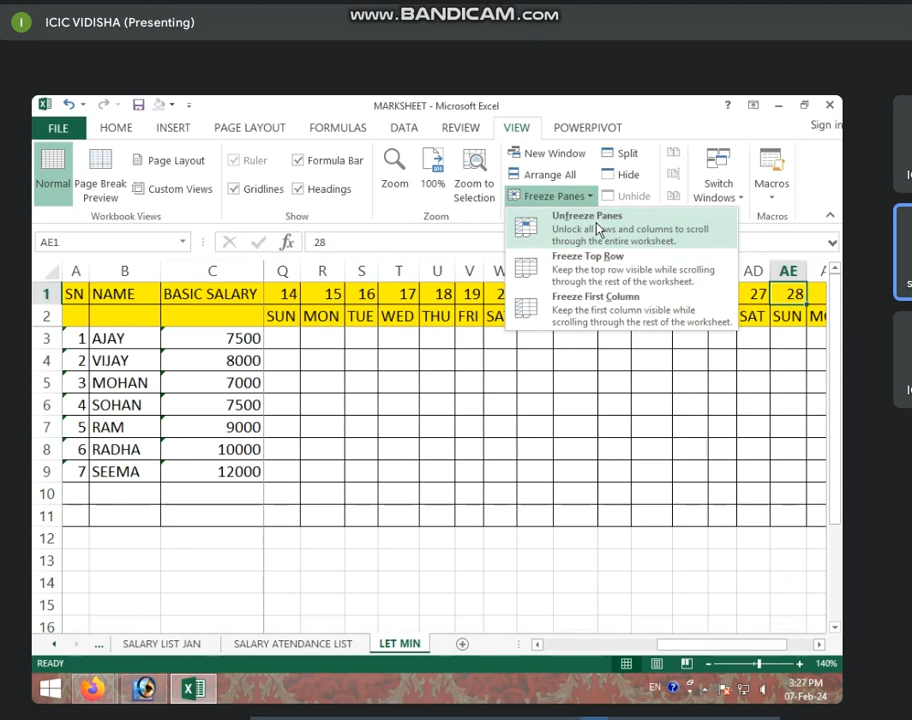 www.BANDICAM.com
I ICIC VIDISHA (Presenting)
MARKSHEET - Microsoft Excel
FILE HOME INSERT PAGE LAYOUT FORMULAS DATA REVIEW VIEW POWERPIVOT Sign in
Normal
Page Break Preview
Page Layout
Custom Views
Workbook Views
Ruler
Formula Bar
Gridlines
Headings
Show
Zoom
100%
Zoom to Selection
Zoom
New Window
Arrange All
Freeze Panes
Split
Hide
Unhide
Switch Windows
Macros
Macros
Unfreeze Panes
Unlock all rows and columns to scroll
through the entire worksheet.
Freeze Top Row
Keep the top row visible while scrolling
through the rest of the worksheet.
Freeze First Column
Keep the first column visible while
scrolling through the rest of the worksheet.
AE1 fx 28
A B C Q R S T U V W AD AE
1 SN NAME BASIC SALARY 14 15 16 17 18 19 27 28
2 SUN MON TUE WED THU FRI SAT SUN
3 1 AJAY 7500
4 2 VIJAY 8000
5 3 MOHAN 7000
6 4 SOHAN 7500
7 5 RAM 9000
8 6 RADHA 10000
9 7 SEEMA 12000
10
11
12
13
14
15
16
... SALARY LIST JAN SALARY ATENDANCE LIST LET MIN
READY 140%
EN 3:27 PM
07-Feb-24